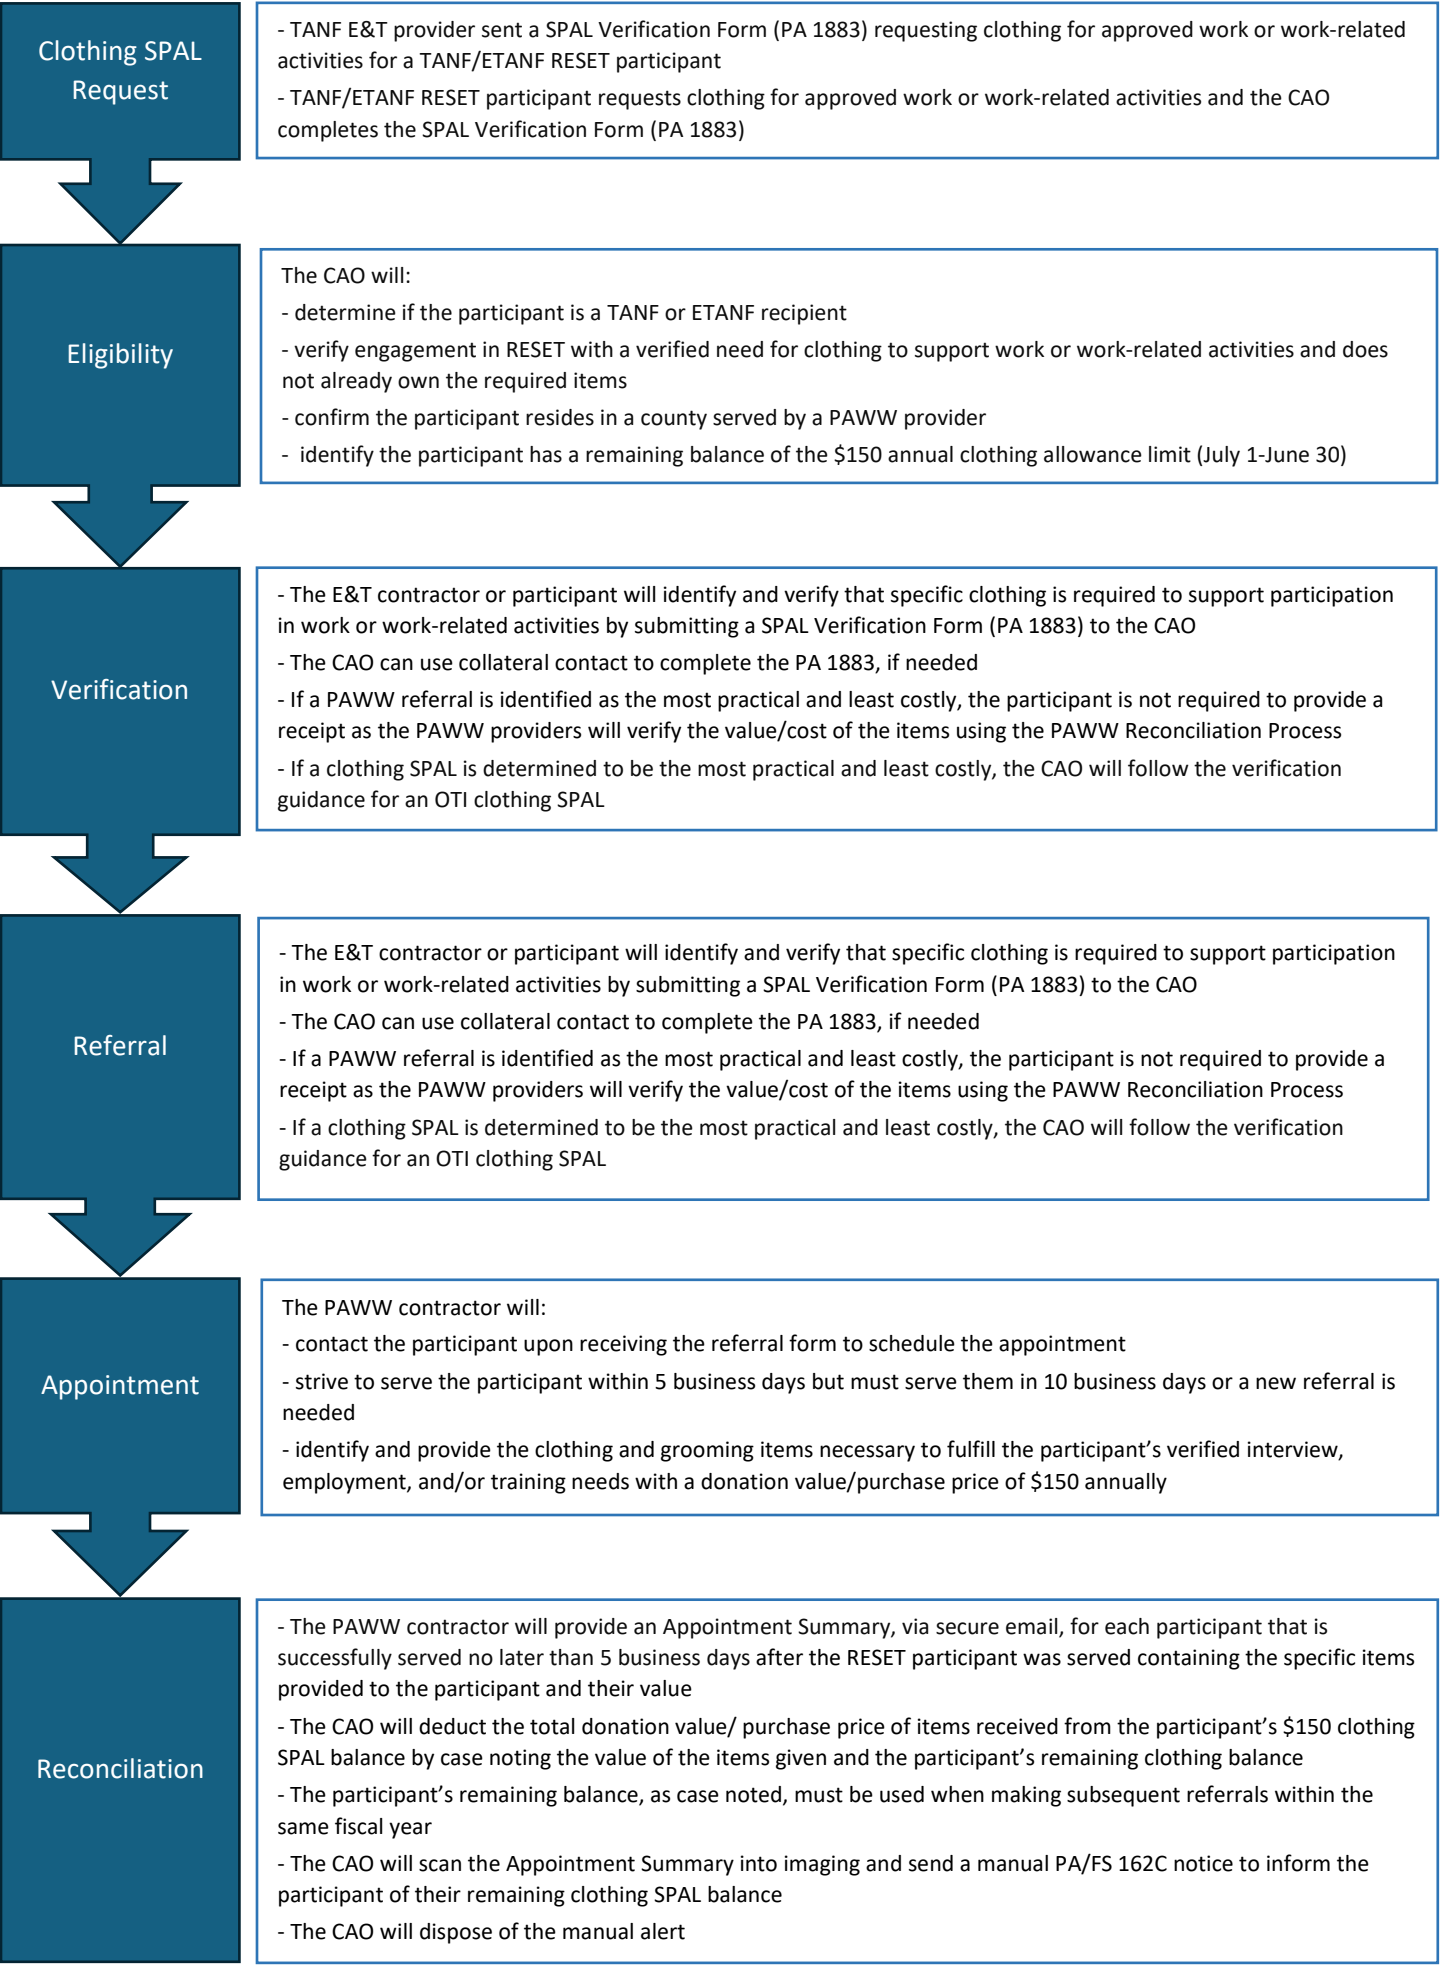 Clothing SPAL
Request
- TANF E&T provider sent a SPAL Verification Form (PA 1883) requesting clothing for approved work or work-related
activities for a TANF/ETANF RESET participant
- TANF/ETANF RESET participant requests clothing for approved work or work-related activities and the CAO
completes the SPAL Verification Form (PA 1883)
Eligibility
The CAO will:
- determine if the participant is a TANF or ETANF recipient
- verify engagement in RESET with a verified need for clothing to support work or work-related activities and does
not already own the required items
- confirm the participant resides in a county served by a PAWW provider
- identify the participant has a remaining balance of the $150 annual clothing allowance limit (July 1-June 30)
Verification
- The E&T contractor or participant will identify and verify that specific clothing is required to support participation
in work or work-related activities by submitting a SPAL Verification Form (PA 1883) to the CAO
- The CAO can use collateral contact to complete the PA 1883, if needed
- If a PAWW referral is identified as the most practical and least costly, the participant is not required to provide a
receipt as the PAWW providers will verify the value/cost of the items using the PAWW Reconciliation Process
- If a clothing SPAL is determined to be the most practical and least costly, the CAO will follow the verification
guidance for an OTI clothing SPAL
Referral
- The E&T contractor or participant will identify and verify that specific clothing is required to support participation
in work or work-related activities by submitting a SPAL Verification Form (PA 1883) to the CAO
- The CAO can use collateral contact to complete the PA 1883, if needed
- If a PAWW referral is identified as the most practical and least costly, the participant is not required to provide a
receipt as the PAWW providers will verify the value/cost of the items using the PAWW Reconciliation Process
- If a clothing SPAL is determined to be the most practical and least costly, the CAO will follow the verification
guidance for an OTI clothing SPAL
Appointment
The PAWW contractor will:
- contact the participant upon receiving the referral form to schedule the appointment
- strive to serve the participant within 5 business days but must serve them in 10 business days or a new referral is
needed
- identify and provide the clothing and grooming items necessary to fulfill the participant’s verified interview,
employment, and/or training needs with a donation value/purchase price of $150 annually
Reconciliation
- The PAWW contractor will provide an Appointment Summary, via secure email, for each participant that is
successfully served no later than 5 business days after the RESET participant was served containing the specific items
provided to the participant and their value
- The CAO will deduct the total donation value/ purchase price of items received from the participant’s $150 clothing
SPAL balance by case noting the value of the items given and the participant’s remaining clothing balance
- The participant’s remaining balance, as case noted, must be used when making subsequent referrals within the
same fiscal year
- The CAO will scan the Appointment Summary into imaging and send a manual PA/FS 162C notice to inform the
participant of their remaining clothing SPAL balance
- The CAO will dispose of the manual alert